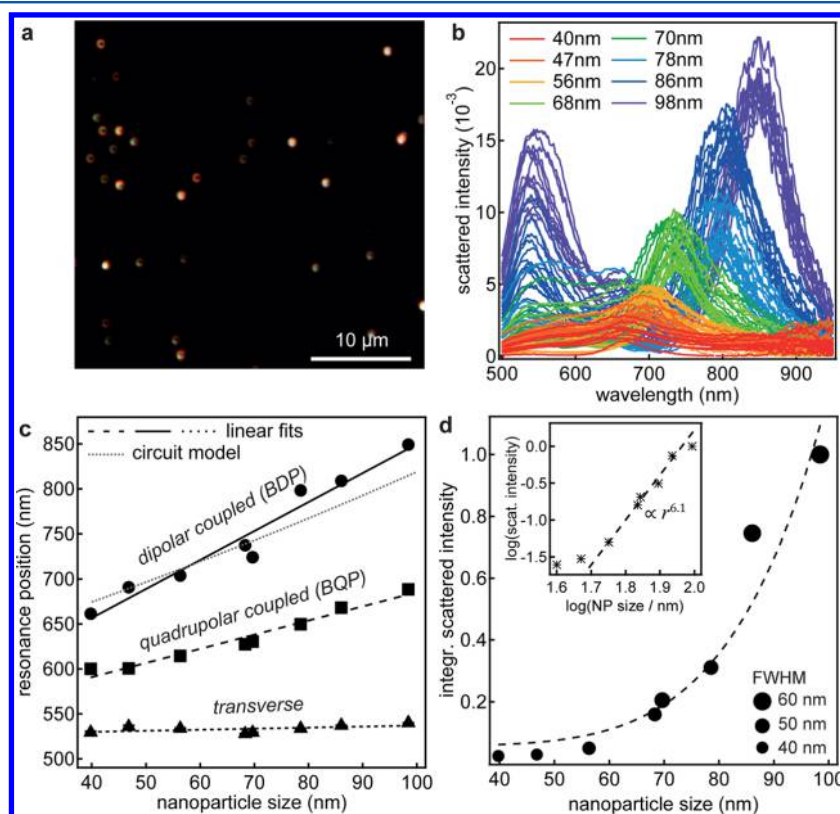 a
10 µm
b
40nm 70nm
47nm 78nm
56nm 86nm
68nm 98nm
20
15
10
5
0
scattered intensity (10⁻³)
500 600 700 800 900
wavelength (nm)
c
linear fits
circuit model
dipolar coupled (BDP)
quadrupolar coupled (BQP)
transverse
850
800
750
700
650
600
550
500
resonance position (nm)
40 50 60 70 80 90 100
nanoparticle size (nm)
d
0.0
-0.5
-1.0
-1.5
log(scat. intensity)
∝ r^6.1
1.6 1.7 1.8 1.9 2.0
log(NP size / nm)
1.0
0.8
0.6
0.4
0.2
integr. scattered intensity
FWHM
60 nm
50 nm
40 nm
40 50 60 70 80 90 100
nanoparticle size (nm)